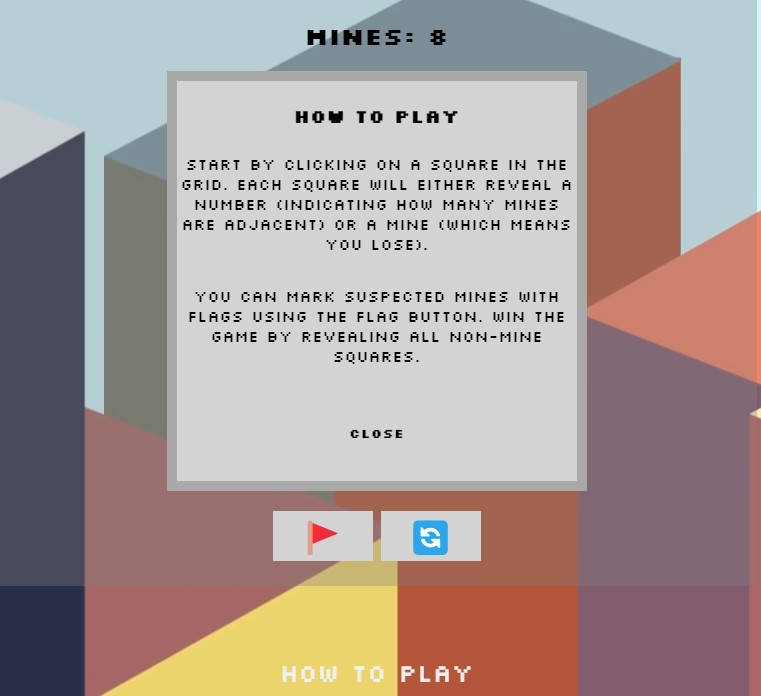 MINES: 8
HOW TO PLAY
START BY CLICKING ON A SQUARE IN THE
GRID. EACH SQUARE WILL EITHER REVEAL A
NUMBER (INDICATING HOW MANY MINES
ARE ADJACENT) OR A MINE (WHICH MEANS
YOU LOSE).
YOU CAN MARK SUSPECTED MINES WITH
FLAGS USING THE FLAG BUTTON. WIN THE
GAME BY REVEALING ALL NON-MINE
SQUARES.
CLOSE
HOW TO PLAY